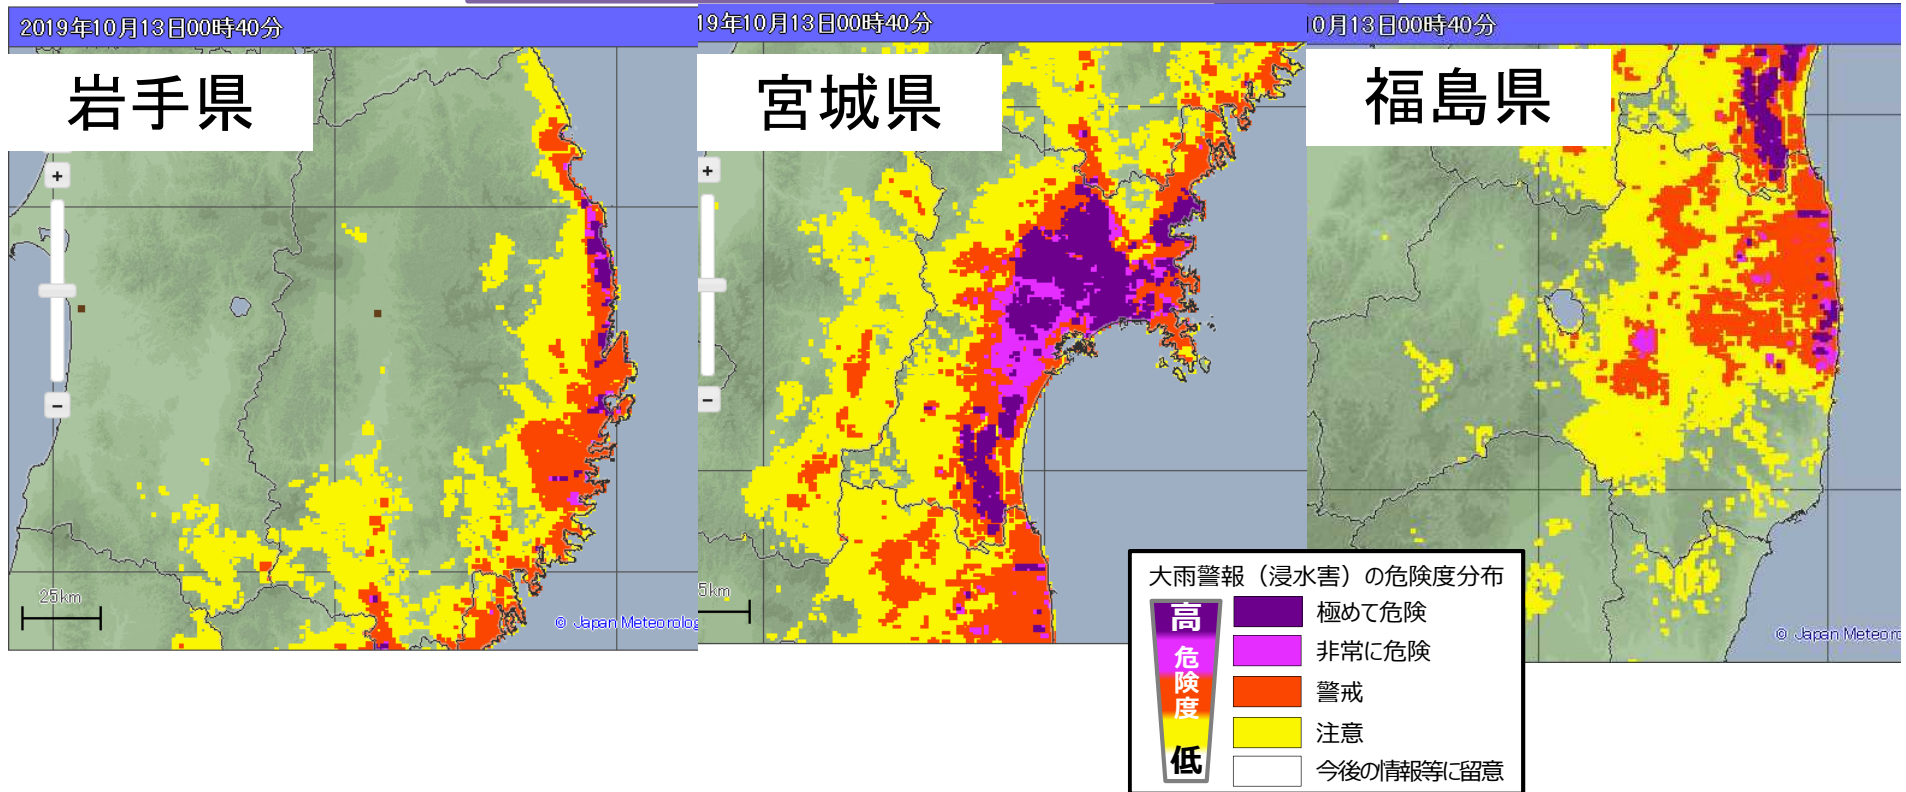 2019年10月13日00時40分
岩手県
+
−
25km
© Japan Meteorolog
19年10月13日00時40分
宮城県
+
−
5km
0月13日00時40分
福島県
© Japan Meteoro
大雨警報（浸水害）の危険度分布
高
危険度
低
極めて危険
非常に危険
警戒
注意
今後の情報等に留意